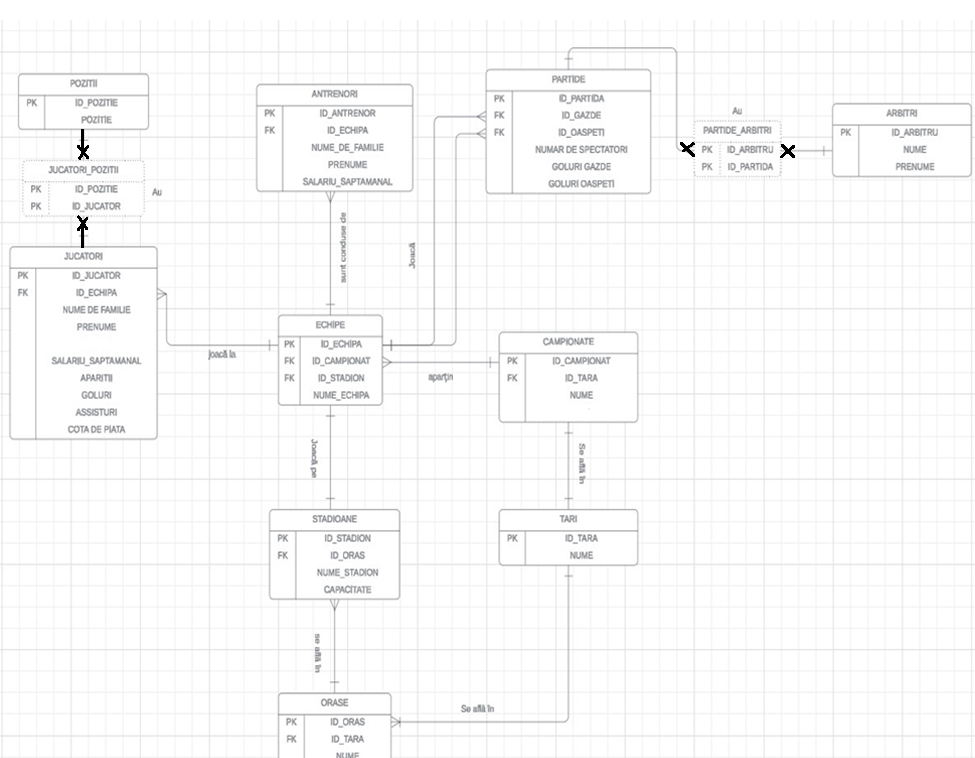 POZITII
PK ID_POZITIE
POZITIE
JUCATORI_POZITII
PK ID_POZITIE
PK ID_JUCATOR
Au
JUCATORI
PK ID_JUCATOR
FK ID_ECHIPA
NUME DE FAMILIE
PRENUME
SALARIU_SAPTAMANAL
APARITII
GOLURI
ASSISTURI
COTA DE PIATA
joacă la
ANTRENORI
PK ID_ANTRENOR
FK ID_ECHIPA
NUME_DE_FAMILIE
PRENUME
SALARIU_SAPTAMANAL
sunt conduse de
Joacă
PARTIDE
PK ID_PARTIDA
FK ID_GAZDE
FK ID_OASPETI
NUMAR DE SPECTATORI
GOLURI GAZDE
GOLURI OASPETI
Au
PARTIDE_ARBITRI
PK ID_ARBITRU
PK ID_PARTIDA
ARBITRI
PK ID_ARBITRU
NUME
PRENUME
ECHIPE
PK ID_ECHIPA
FK ID_CAMPIONAT
FK ID_STADION
NUME_ECHIPA
aparțin
CAMPIONATE
PK ID_CAMPIONAT
FK ID_TARA
NUME
Joacă pe
Se află în
STADIOANE
PK ID_STADION
FK ID_ORAS
NUME_STADION
CAPACITATE
TARI
PK ID_TARA
NUME
se află în
Se află în
ORASE
PK ID_ORAS
FK ID_TARA
NUME